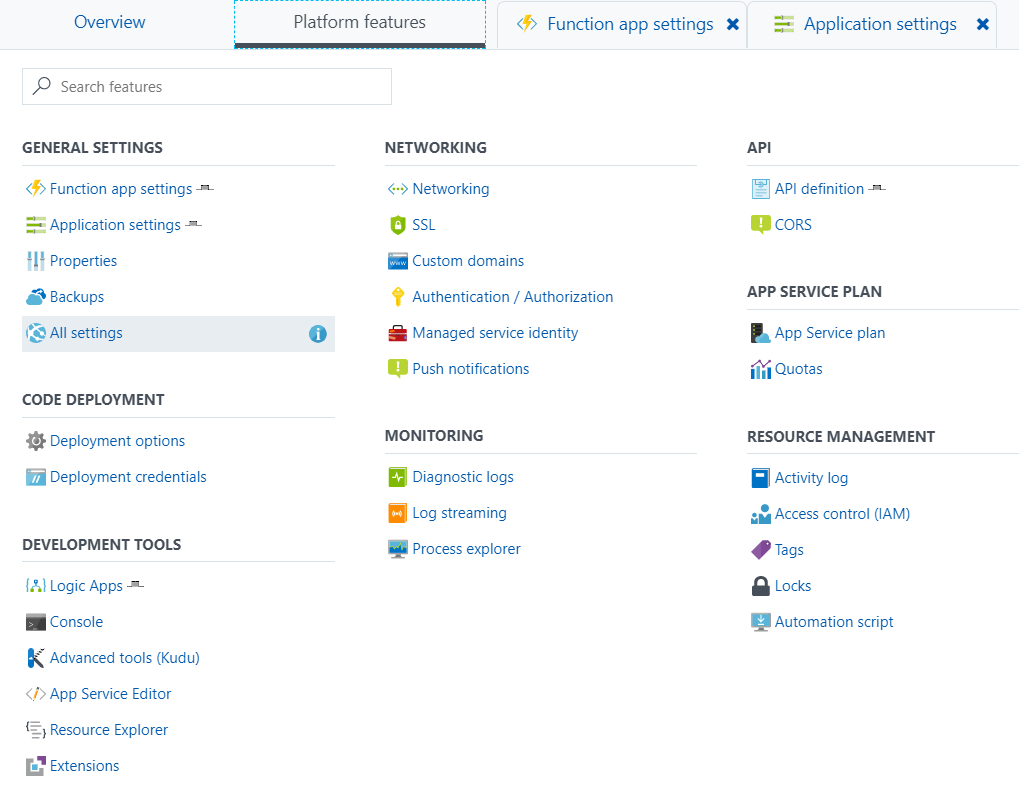 Overview
Platform features
Function app settings
Application settings
Search features
GENERAL SETTINGS
Function app settings
Application settings
Properties
Backups
All settings
CODE DEPLOYMENT
Deployment options
Deployment credentials
DEVELOPMENT TOOLS
Logic Apps
Console
Advanced tools (Kudu)
App Service Editor
Resource Explorer
Extensions
NETWORKING
Networking
SSL
Custom domains
Authentication / Authorization
Managed service identity
Push notifications
MONITORING
Diagnostic logs
Log streaming
Process explorer
API
API definition
CORS
APP SERVICE PLAN
App Service plan
Quotas
RESOURCE MANAGEMENT
Activity log
Access control (IAM)
Tags
Locks
Automation script